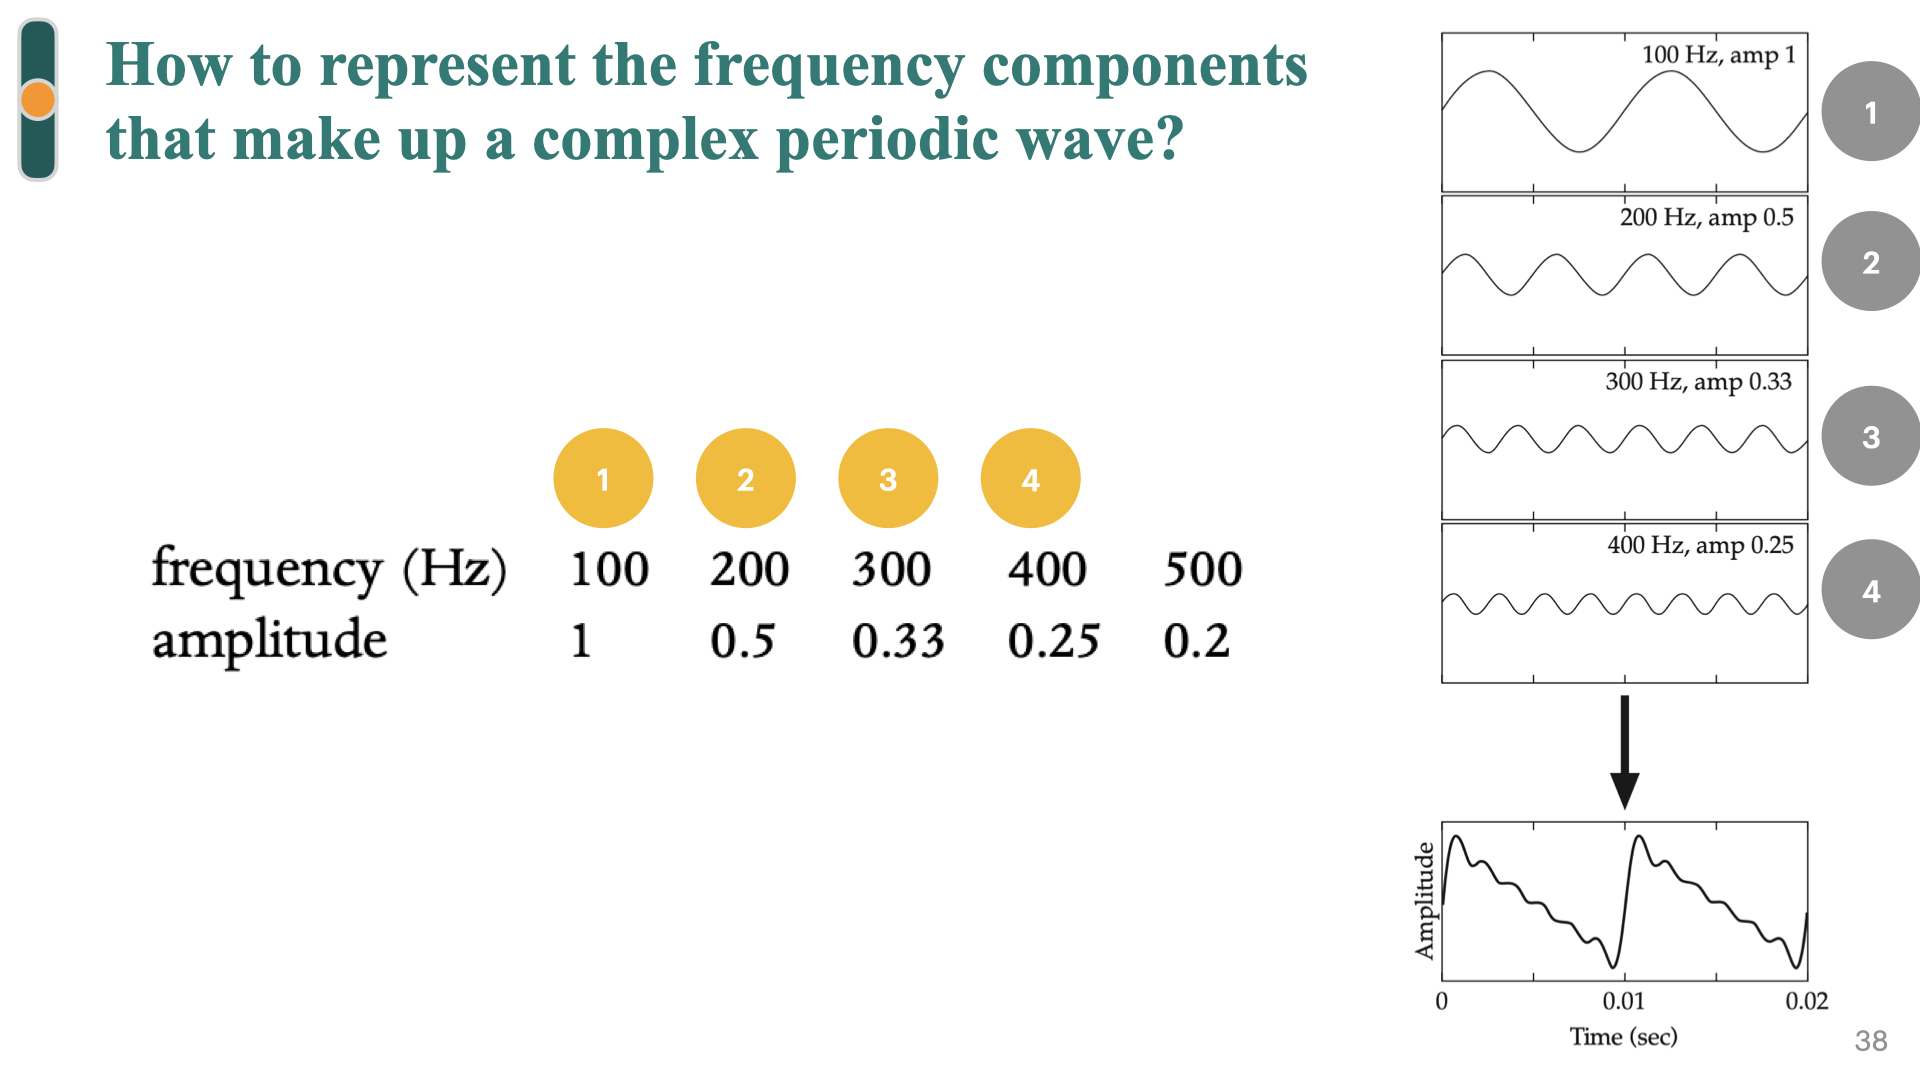 How to represent the frequency components
that make up a complex periodic wave?
1 2 3 4
frequency (Hz) 100 200 300 400 500
amplitude 1 0.5 0.33 0.25 0.2
100 Hz, amp 1
1
200 Hz, amp 0.5
2
300 Hz, amp 0.33
3
400 Hz, amp 0.25
4
Amplitude
0 0.01 0.02
Time (sec)
38